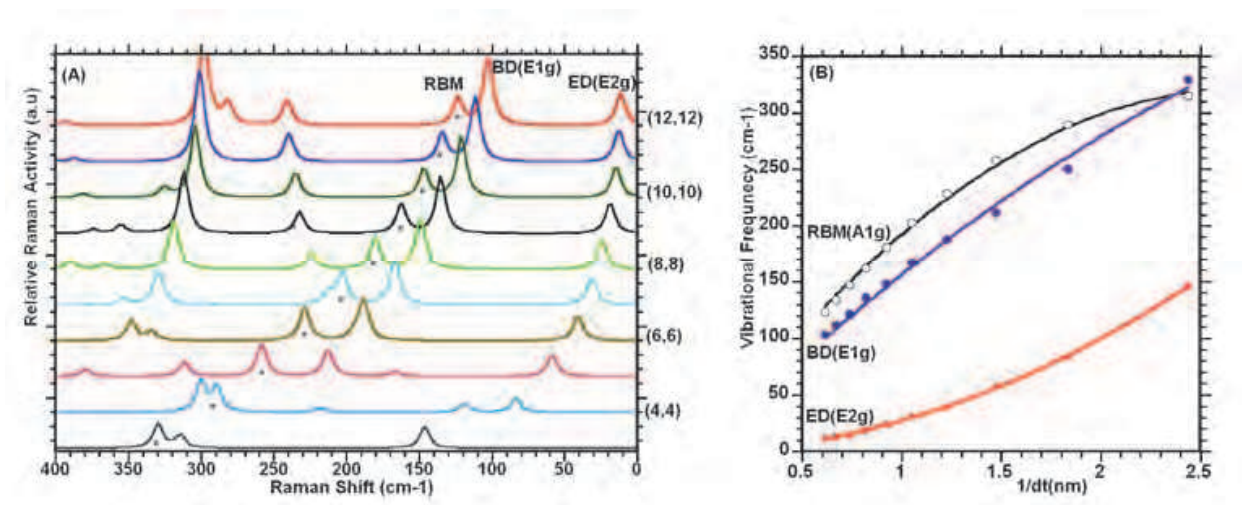 (A)
BD(E1g)
RBM
ED(E2g)
(12,12)
(10,10)
(8,8)
(6,6)
(4,4)
Relative Raman Activity (a.u)
400 350 300 250 200 150 100 50 0
Raman Shift (cm-1)
(B)
350
300
250
200
150
100
50
0
Vibrational Frequnecy (cm-1)
RBM(A1g)
BD(E1g)
ED(E2g)
0.5 1 1.5 2 2.5
1/dt(nm)